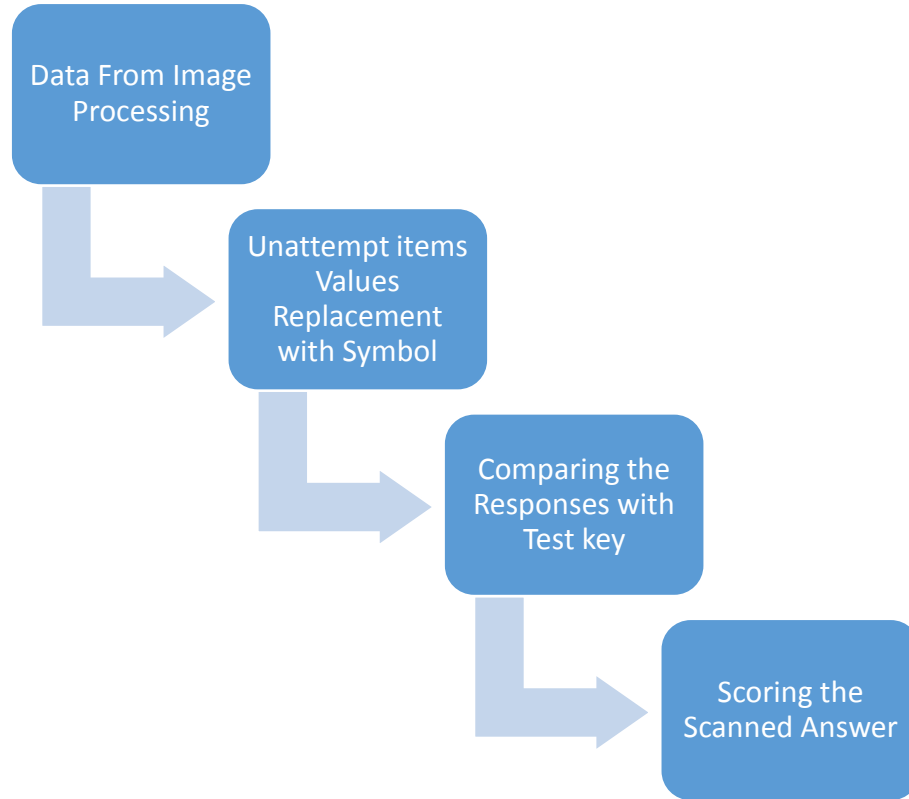 Data From Image
Processing
Unattempt items
Values
Replacement
with Symbol
Comparing the
Responses with
Test key
Scoring the
Scanned Answer